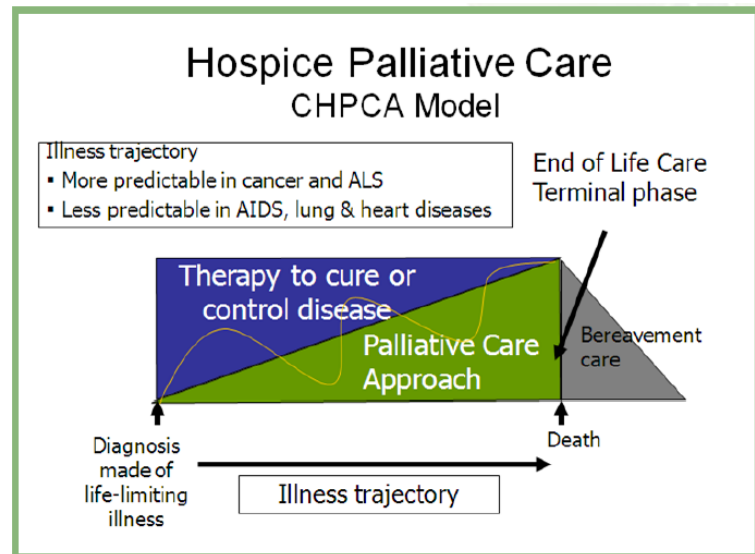 Hospice Palliative Care
CHPCA Model
Illness trajectory
▪ More predictable in cancer and ALS
▪ Less predictable in AIDS, lung & heart diseases
End of Life Care
Terminal phase
Therapy to cure or
control disease
Palliative Care
Approach
Bereavement
care
Diagnosis
made of
life-limiting
illness
Death
Illness trajectory